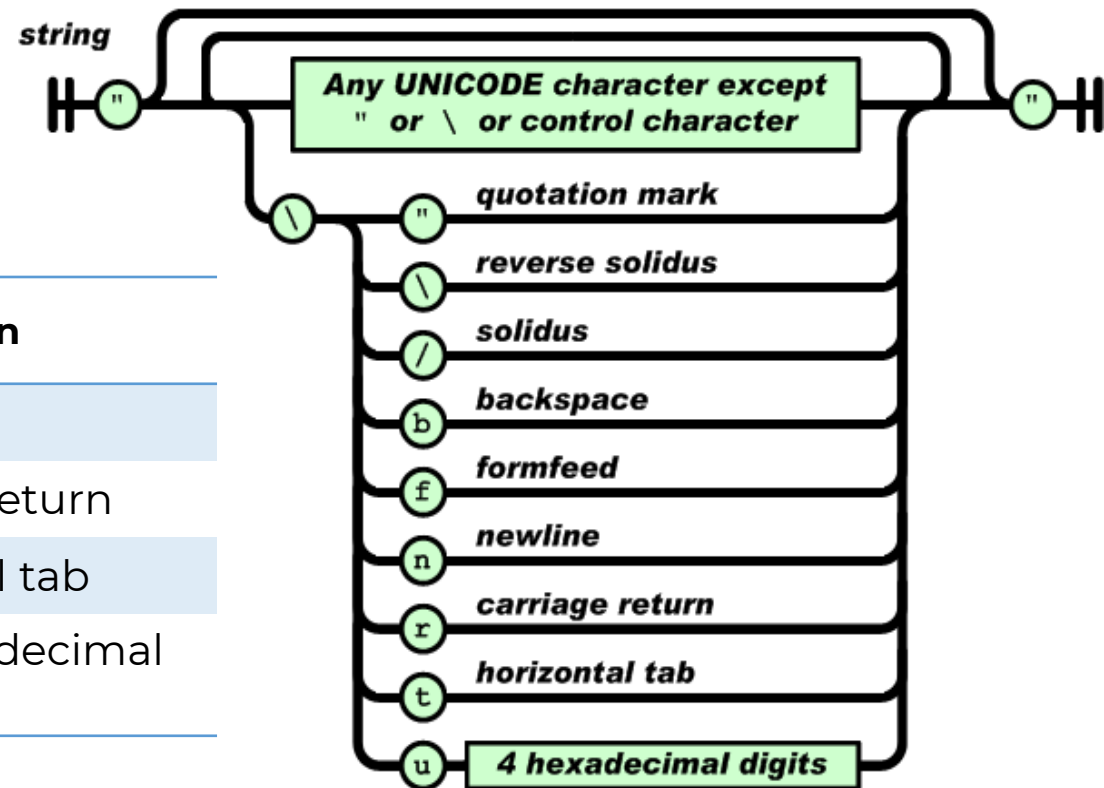 string
"
Any UNICODE character except
" or \ or control character
"
\
" quotation mark
\ reverse solidus
/ solidus
b backspace
f formfeed
n newline
r carriage return
t horizontal tab
u 4 hexadecimal digits
n
eturn
l tab
decimal